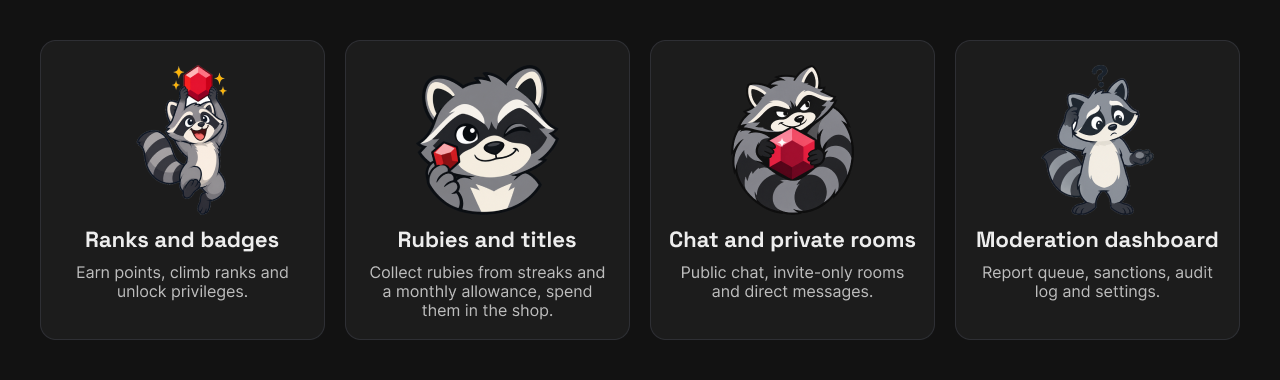 Ranks and badges
Earn points, climb ranks and
unlock privileges.
Rubies and titles
Collect rubies from streaks and
a monthly allowance, spend
them in the shop.
Chat and private rooms
Public chat, invite-only rooms
and direct messages.
?
Moderation dashboard
Report queue, sanctions, audit
log and settings.